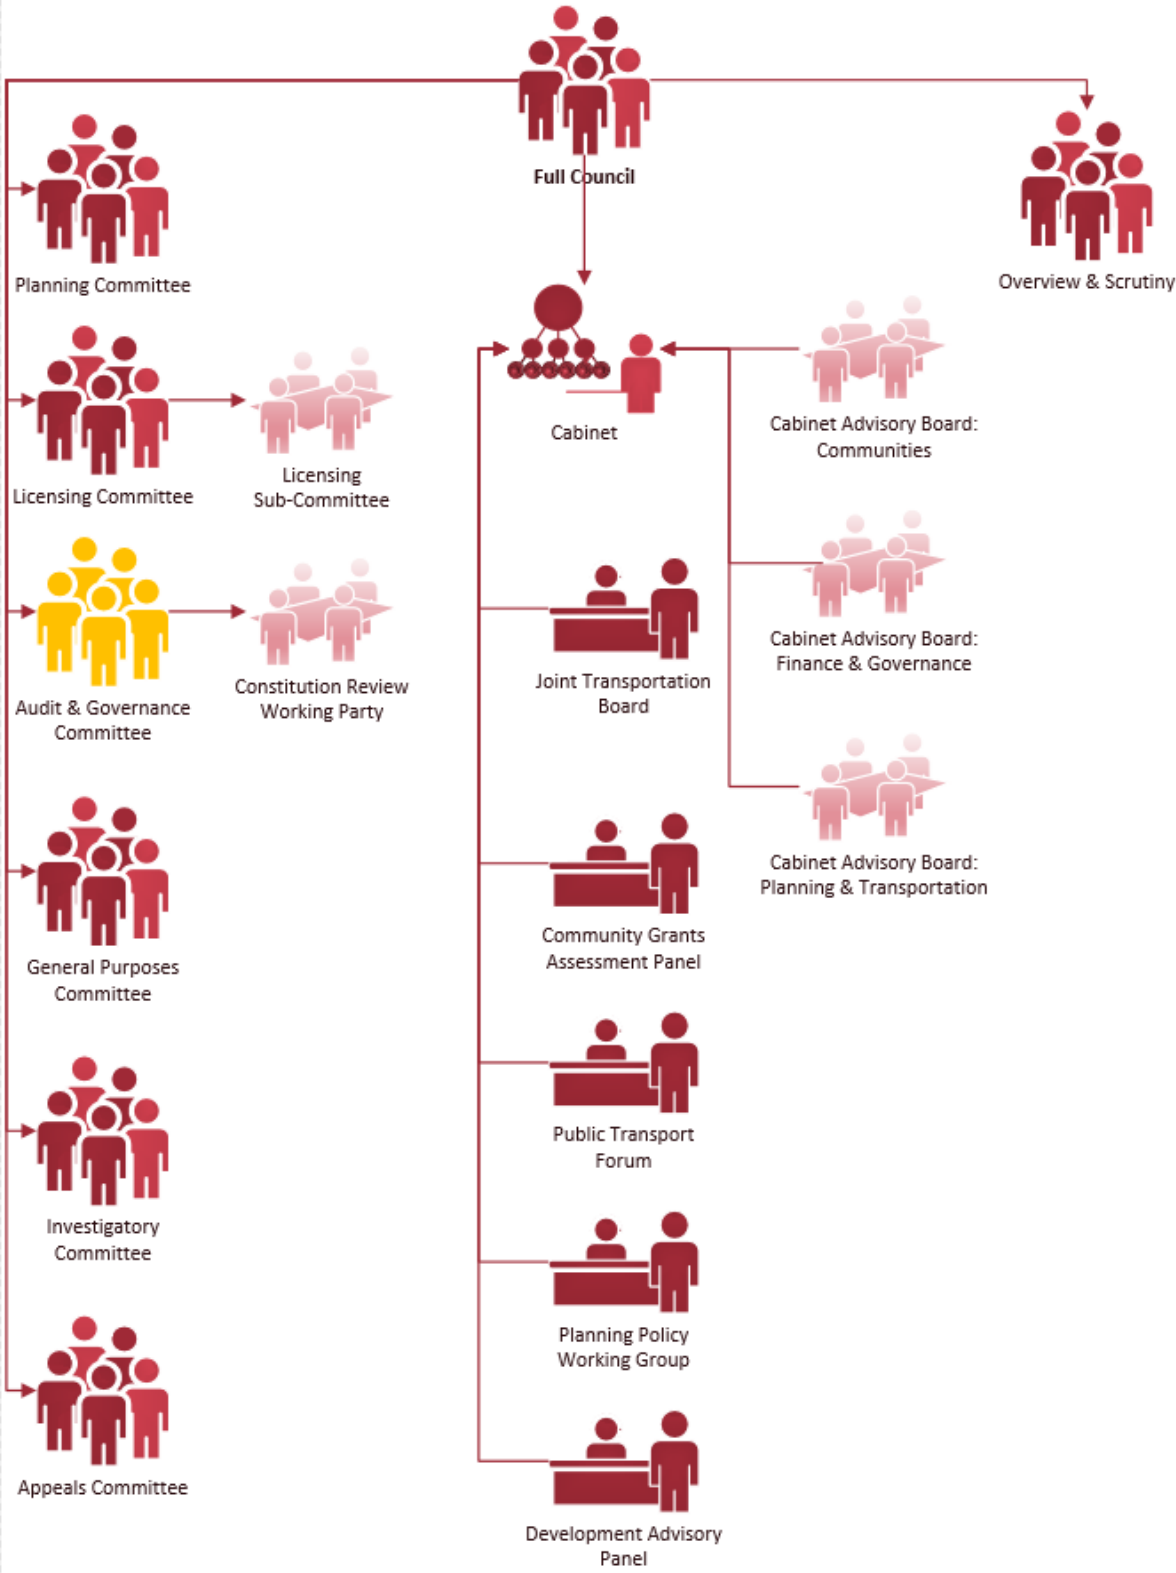 Full Council
Planning Committee
Overview & Scrutiny
Licensing Committee
Licensing
Sub-Committee
Cabinet
Cabinet Advisory Board:
Communities
Audit & Governance
Committee
Constitution Review
Working Party
Joint Transportation
Board
Cabinet Advisory Board:
Finance & Governance
General Purposes
Committee
Community Grants
Assessment Panel
Cabinet Advisory Board:
Planning & Transportation
Investigatory
Committee
Public Transport
Forum
Planning Policy
Working Group
Appeals Committee
Development Advisory
Panel